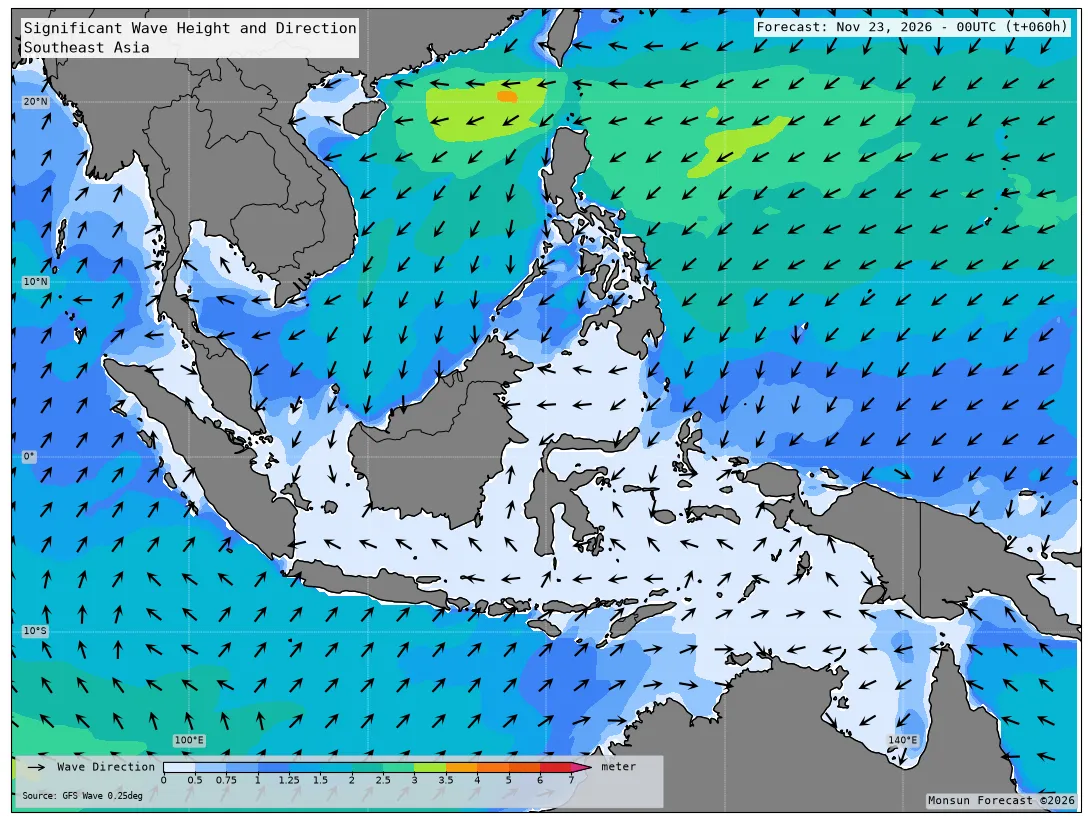 Significant Wave Height and Direction
Southeast Asia
Forecast: Nov 23, 2026 - 00UTC (t+060h)
20°N
10°N
0°
10°S
100°E
140°E
Wave Direction
meter
0 0.5 0.75 1 1.25 1.5 2 2.5 3 3.5 4 5 6 7
Source: GFS Wave 0.25deg
Monsun Forecast ©2026